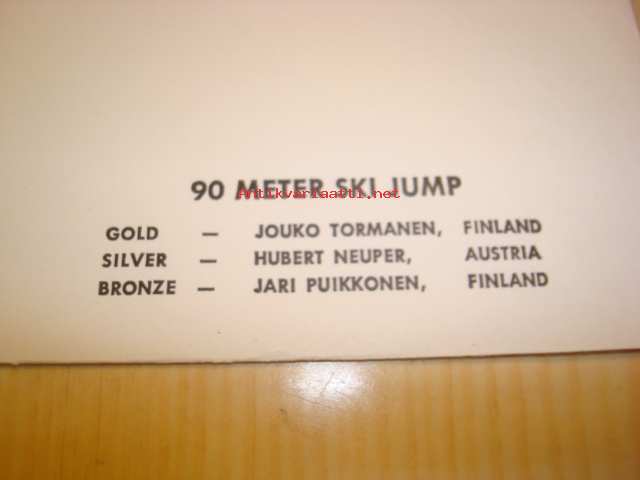 90 METER SKI JUMP
Antikvariaatti.net
GOLD — JOUKO TORMANEN, FINLAND
SILVER — HUBERT NEUPER, AUSTRIA
BRONZE — JARI PUIKKONEN, FINLAND